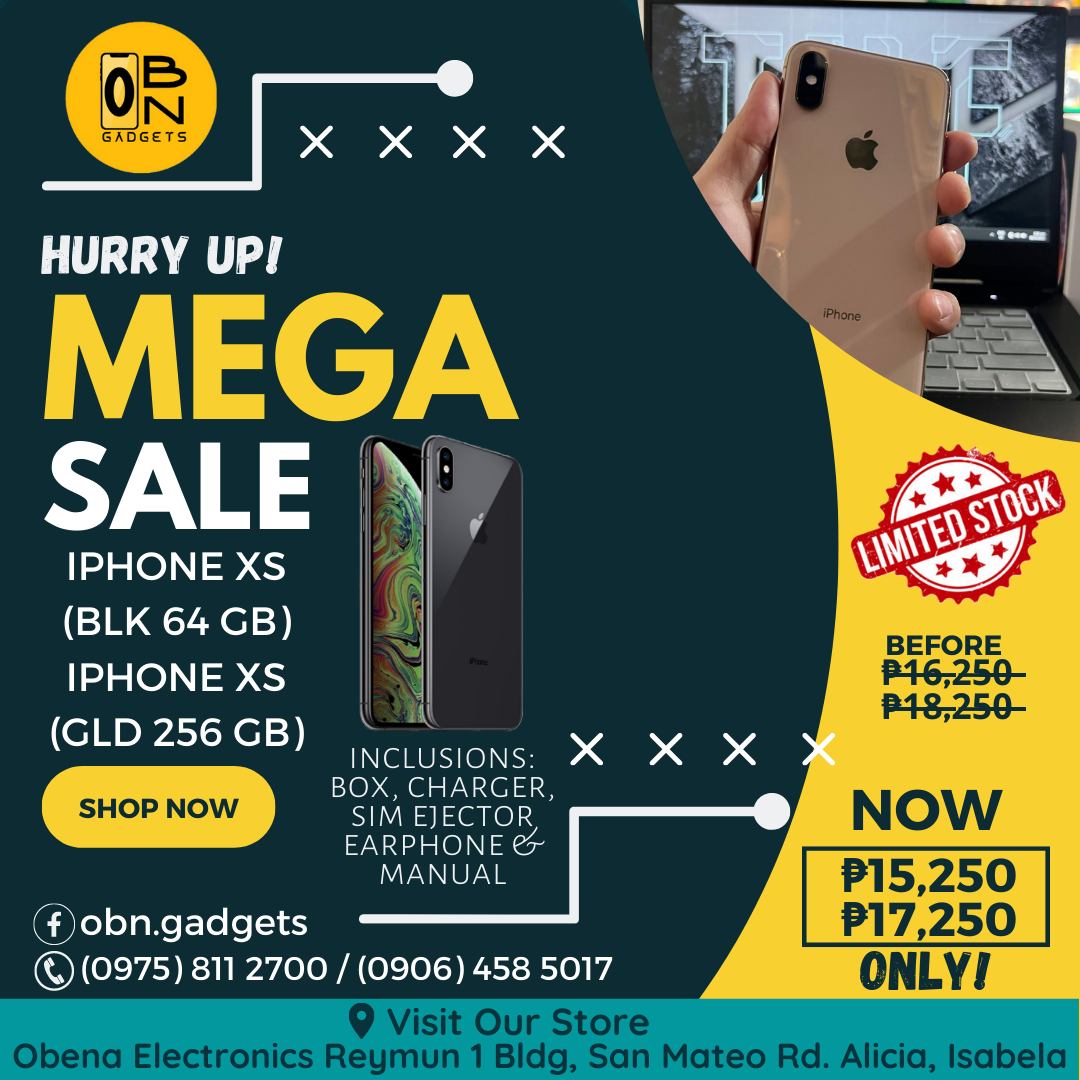 OBN
GADGETS
HURRY UP!
MEGA
SALE
IPHONE XS
(BLK 64 GB)
IPHONE XS
(GLD 256 GB)
SHOP NOW
iPhone
iPhone
INCLUSIONS:
BOX, CHARGER,
SIM EJECTOR
EARPHONE &
MANUAL
LIMITED STOCK
BEFORE
₱16,250
₱18,250
NOW
₱15,250
₱17,250
ONLY!
obn.gadgets
(0975) 811 2700 / (0906) 458 5017
Visit Our Store
Obena Electronics Reymun 1 Bldg, San Mateo Rd. Alicia, Isabela